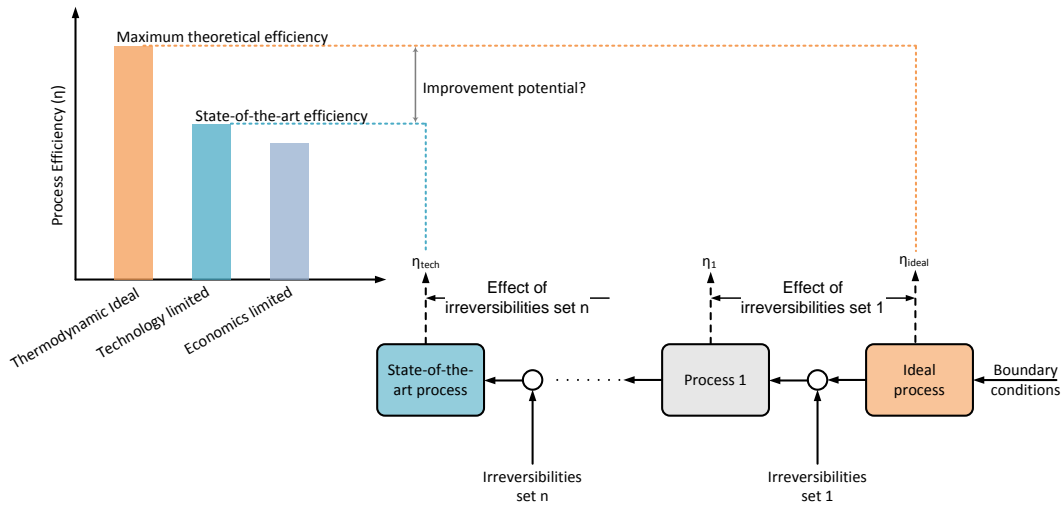 Process Efficiency (η)
Maximum theoretical efficiency
State-of-the-art efficiency
Improvement potential?
Thermodynamic Ideal
Technology limited
Economics limited
ηtech
η1
ηideal
Effect of
irreversibilities set n
Effect of
irreversibilities set 1
State-of-the-
art process
Process 1
Ideal
process
Boundary
conditions
Irreversibilities
set n
Irreversibilities
set 1